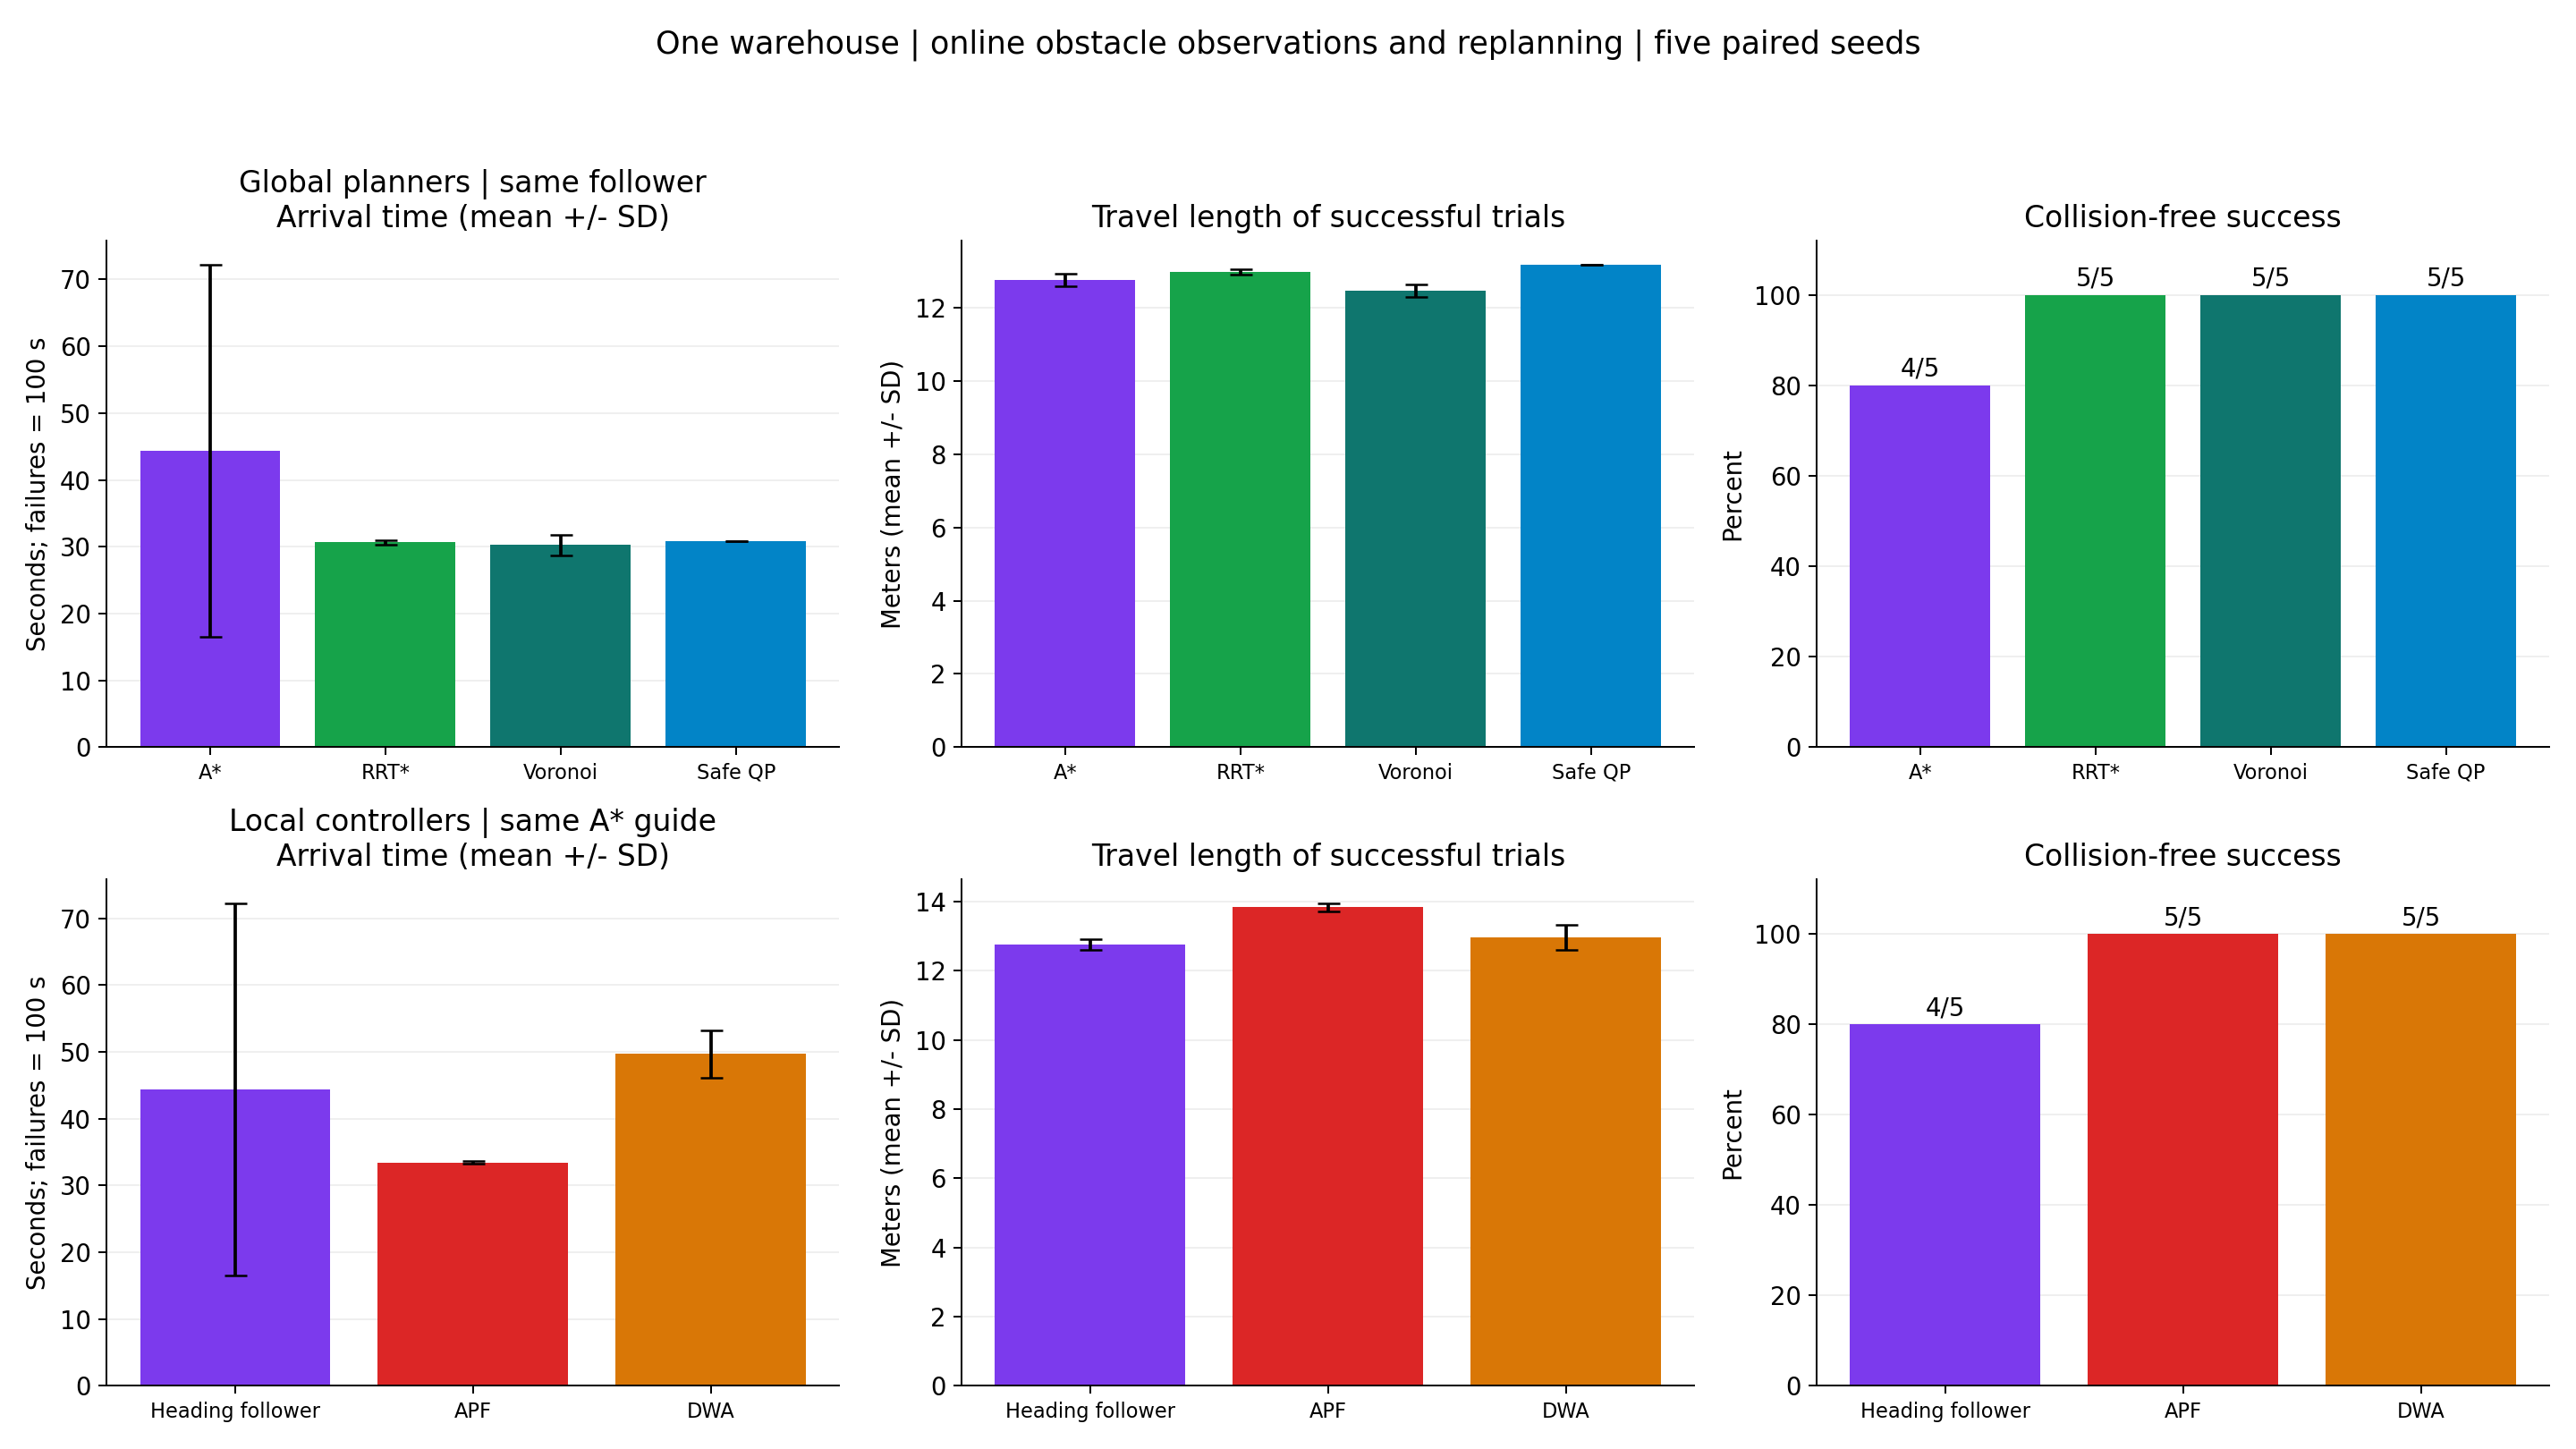 One warehouse | online obstacle observations and replanning | five paired seeds
Global planners | same follower
Arrival time (mean +/- SD)
Seconds; failures = 100 s
70
60
50
40
30
20
10
0
A*
RRT*
Voronoi
Safe QP
Travel length of successful trials
Meters (mean +/- SD)
12
10
8
6
4
2
0
A*
RRT*
Voronoi
Safe QP
Collision-free success
Percent
100
80
60
40
20
0
4/5
5/5
5/5
5/5
A*
RRT*
Voronoi
Safe QP
Local controllers | same A* guide
Arrival time (mean +/- SD)
Seconds; failures = 100 s
70
60
50
40
30
20
10
0
Heading follower
APF
DWA
Travel length of successful trials
Meters (mean +/- SD)
14
12
10
8
6
4
2
0
Heading follower
APF
DWA
Collision-free success
Percent
100
80
60
40
20
0
4/5
5/5
5/5
Heading follower
APF
DWA